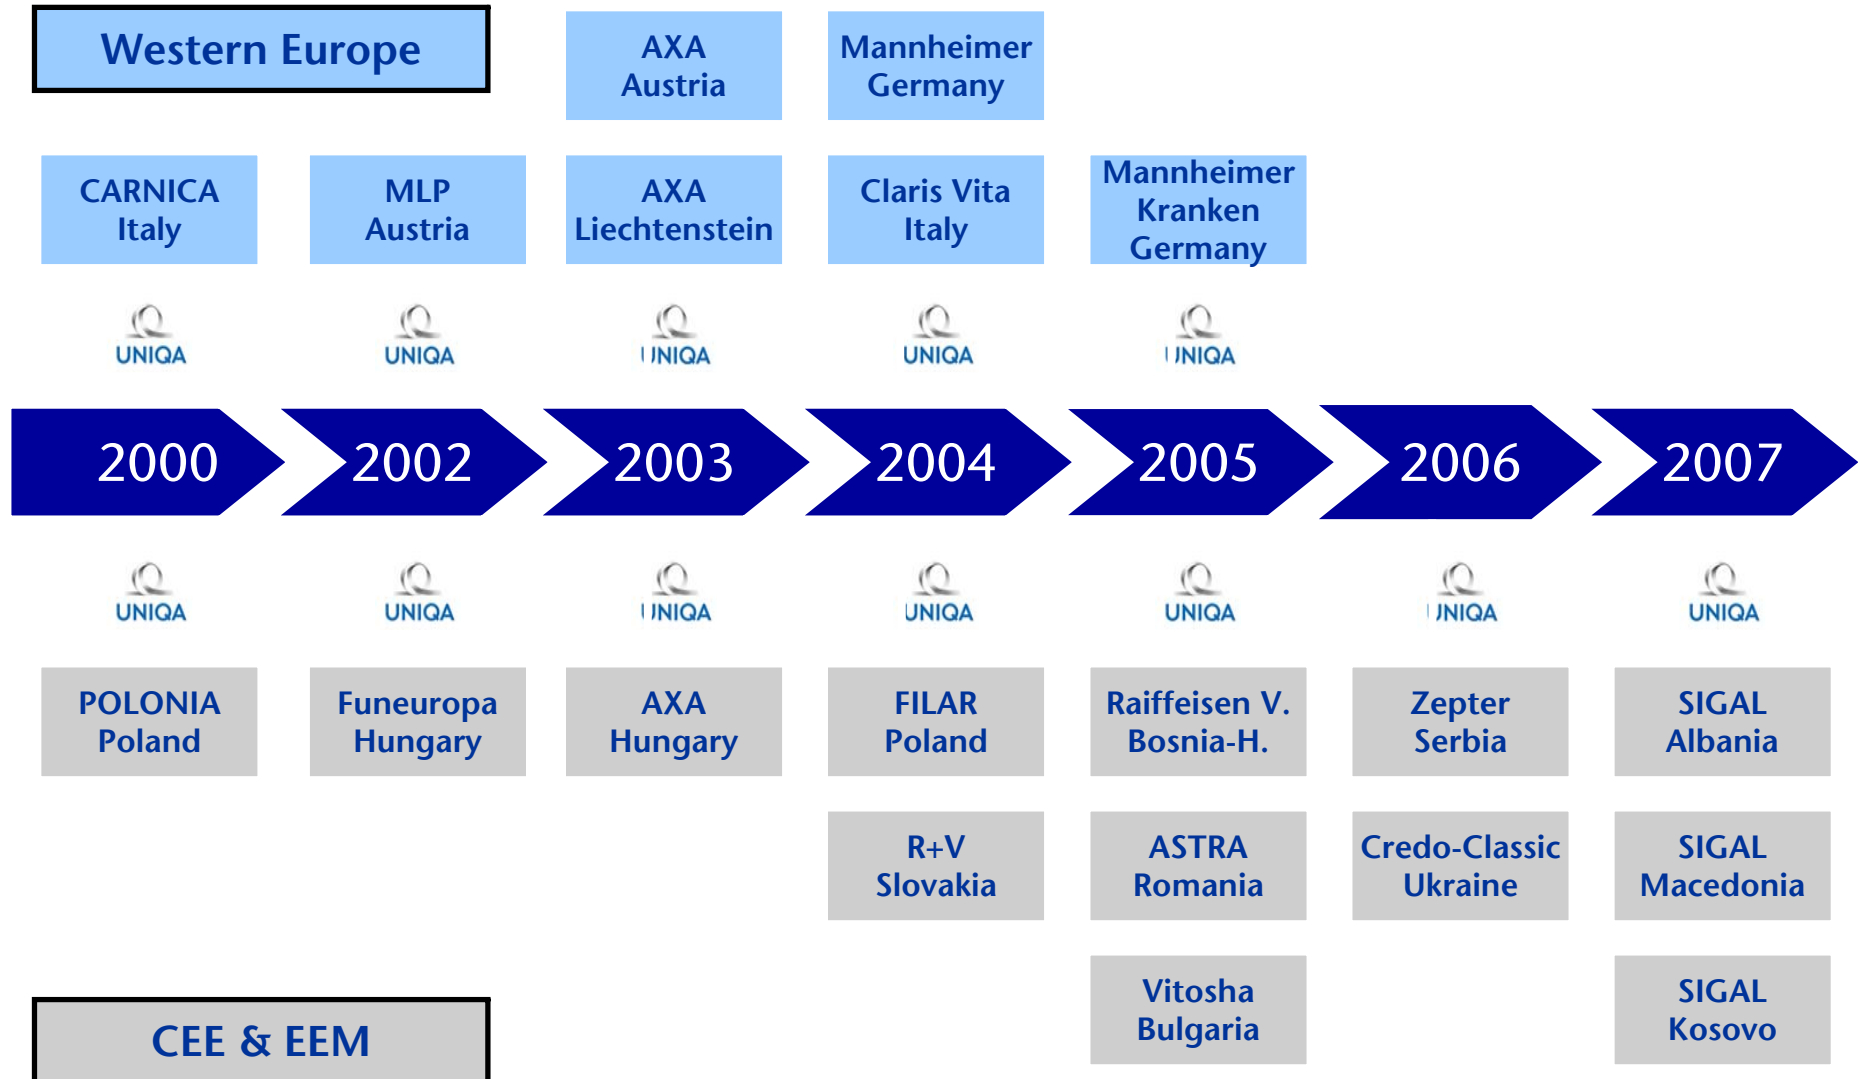 Western Europe
AXA
Austria
Mannheimer
Germany
CARNICA
Italy
MLP
Austria
AXA
Liechtenstein
Claris Vita
Italy
Mannheimer
Kranken
Germany
UNIQA
UNIQA
UNIQA
UNIQA
UNIQA
2000
2002
2003
2004
2005
2006
2007
UNIQA
UNIQA
UNIQA
UNIQA
UNIQA
UNIQA
UNIQA
POLONIA
Poland
Funeuropa
Hungary
AXA
Hungary
FILAR
Poland
Raiffeisen V.
Bosnia-H.
Zepter
Serbia
SIGAL
Albania
R+V
Slovakia
ASTRA
Romania
Credo-Classic
Ukraine
SIGAL
Macedonia
Vitosha
Bulgaria
SIGAL
Kosovo
CEE & EEM